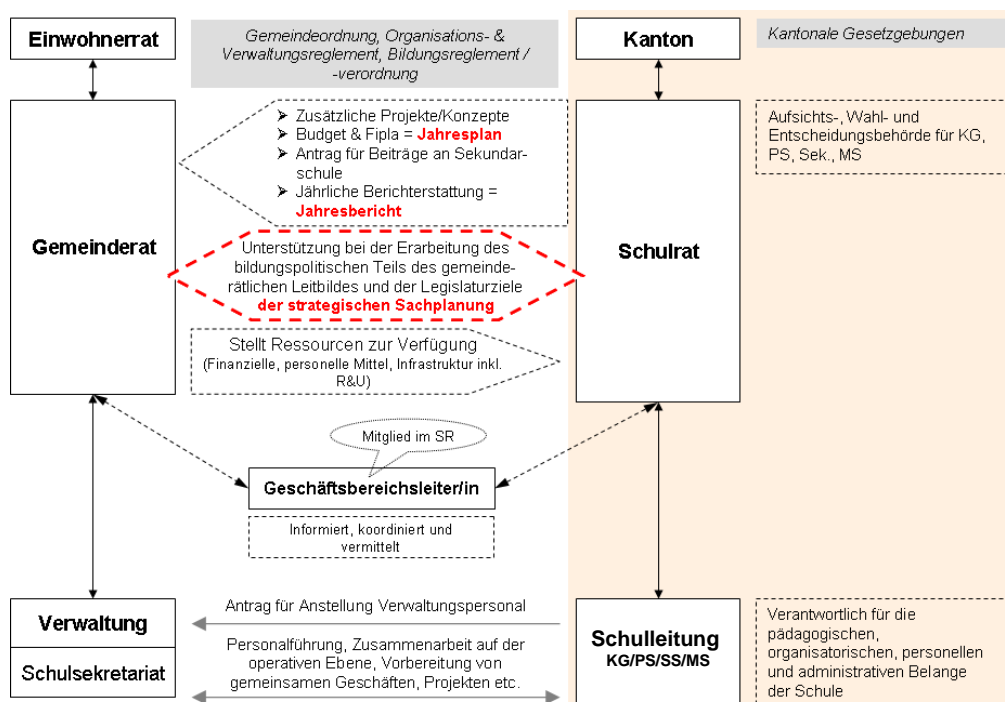 Einwohnerrat
Gemeindeordnung, Organisations- &
Verwaltungsreglement, Bildungsreglement /
-verordnung
Kanton
Kantonale Gesetzgebungen
Gemeinderat
Zusätzliche Projekte/Konzepte
Budget & Fipla = Jahresplan
Antrag für Beiträge an Sekundar-
schule
Jährliche Berichterstattung =
Jahresbericht
Unterstützung bei der Erarbeitung des
bildungspolitischen Teils des gemeinde-
rätlichen Leitbildes und der Legislaturziele
der strategischen Sachplanung
Stellt Ressourcen zur Verfügung
(Finanzielle, personelle Mittel, Infrastruktur inkl.
R&U)
Schulrat
Aufsichts-, Wahl- und
Entscheidungsbehörde für KG,
PS, Sek., MS
Mitglied im SR
Geschäftsbereichsleiter/in
Informiert, koordiniert und
vermittelt
Verwaltung
Schulsekretariat
Antrag für Anstellung Verwaltungspersonal
Personalführung, Zusammenarbeit auf der
operativen Ebene, Vorbereitung von
gemeinsamen Geschäften, Projekten etc.
Schulleitung
KG/PS/SS/MS
Verantwortlich für die
pädagogischen,
organisatorischen, personellen
und administrativen Belange
der Schule